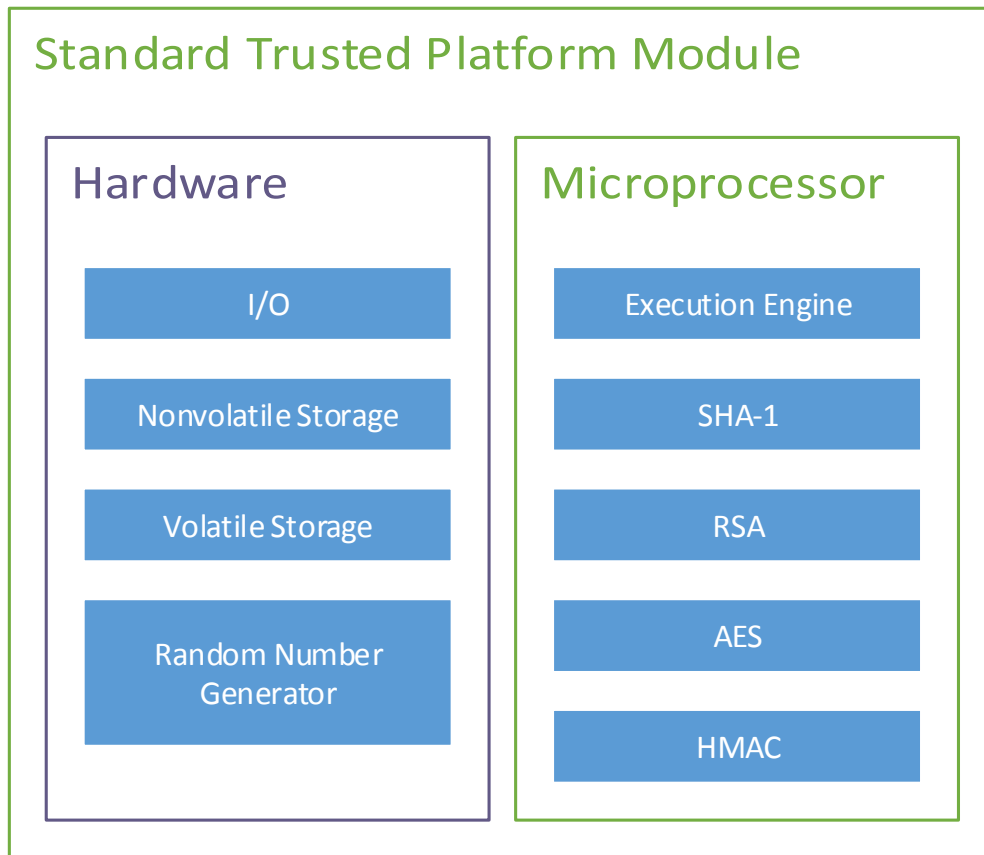 Standard Trusted Platform Module
Hardware
I/O
Nonvolatile Storage
Volatile Storage
Random Number
Generator
Microprocessor
Execution Engine
SHA-1
RSA
AES
HMAC